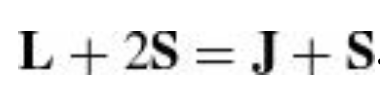 L + 2S = J + S.